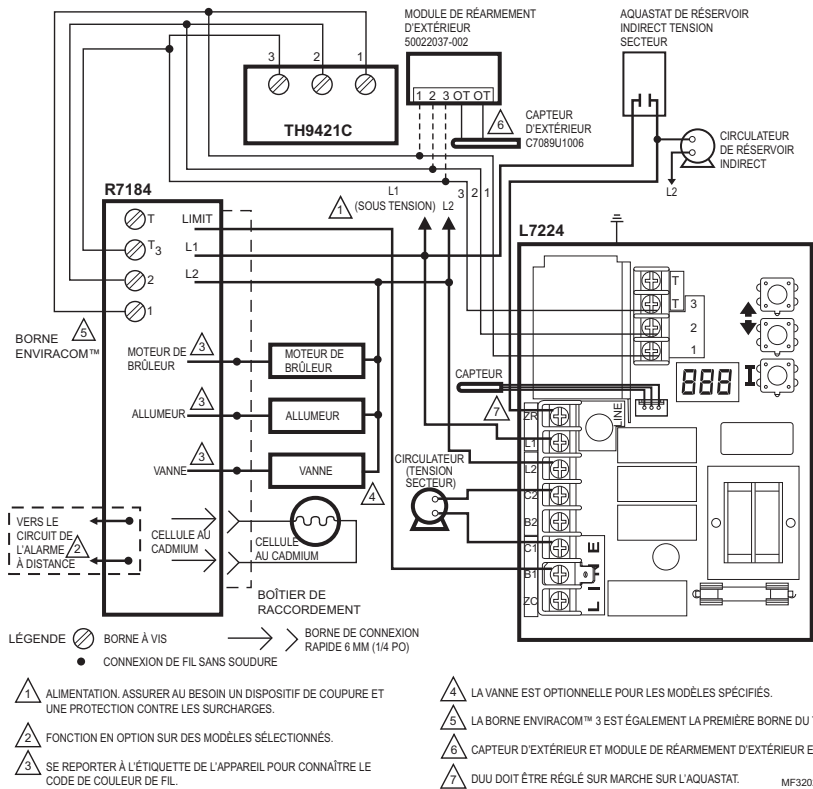 MODULE DE RÉARMEMENT
D'EXTÉRIEUR
50022037-002
AQUASTAT DE RÉSERVOIR
INDIRECT TENSION
SECTEUR
3 2 1
TH9421C
1 2 3 OT OT
6
CAPTEUR
D'EXTÉRIEUR
C7089U1006
CIRCULATEUR
DE RÉSERVOIR
INDIRECT
L2
R7184
1
L1
(SOUS TENSION)
L2
3 2 1
L7224
T
LIMIT
T3
L1
2
L2
1
BORNE
ENVIRACOM™
5
T
T 3
2
1
MOTEUR DE
BRÛLEUR
3
MOTEUR DE
BRÛLEUR
CAPTEUR
7
888
ALLUMEUR
3
ALLUMEUR
VANNE
3
VANNE
4
CIRCULATEUR
(TENSION
SECTEUR)
ZR
LINE
L1
L2
C2
B2
C1
B1
ZC
LINE
VERS LE
CIRCUIT DE
L'ALARME
À DISTANCE
2
CELLULE AU
CADMIUM
CELLULE
AU CADMIUM
BOÎTIER DE
RACCORDEMENT
LÉGENDE
BORNE À VIS
BORNE DE CONNEXION
RAPIDE 6 MM (1/4 PO)
CONNEXION DE FIL SANS SOUDURE
1 ALIMENTATION. ASSURER AU BESOIN UN DISPOSITIF DE COUPURE ET
UNE PROTECTION CONTRE LES SURCHARGES.
2 FONCTION EN OPTION SUR DES MODÈLES SÉLECTIONNÉS.
3 SE REPORTER À L'ÉTIQUETTE DE L'APPAREIL POUR CONNAÎTRE LE
CODE DE COULEUR DE FIL.
4 LA VANNE EST OPTIONNELLE POUR LES MODÈLES SPÉCIFIÉS.
5 LA BORNE ENVIRACOM™ 3 EST ÉGALEMENT LA PREMIÈRE BORNE DU
6 CAPTEUR D'EXTÉRIEUR ET MODULE DE RÉARMEMENT D'EXTÉRIEUR
7 DUU DOIT ÊTRE RÉGLÉ SUR MARCHE SUR L'AQUASTAT.